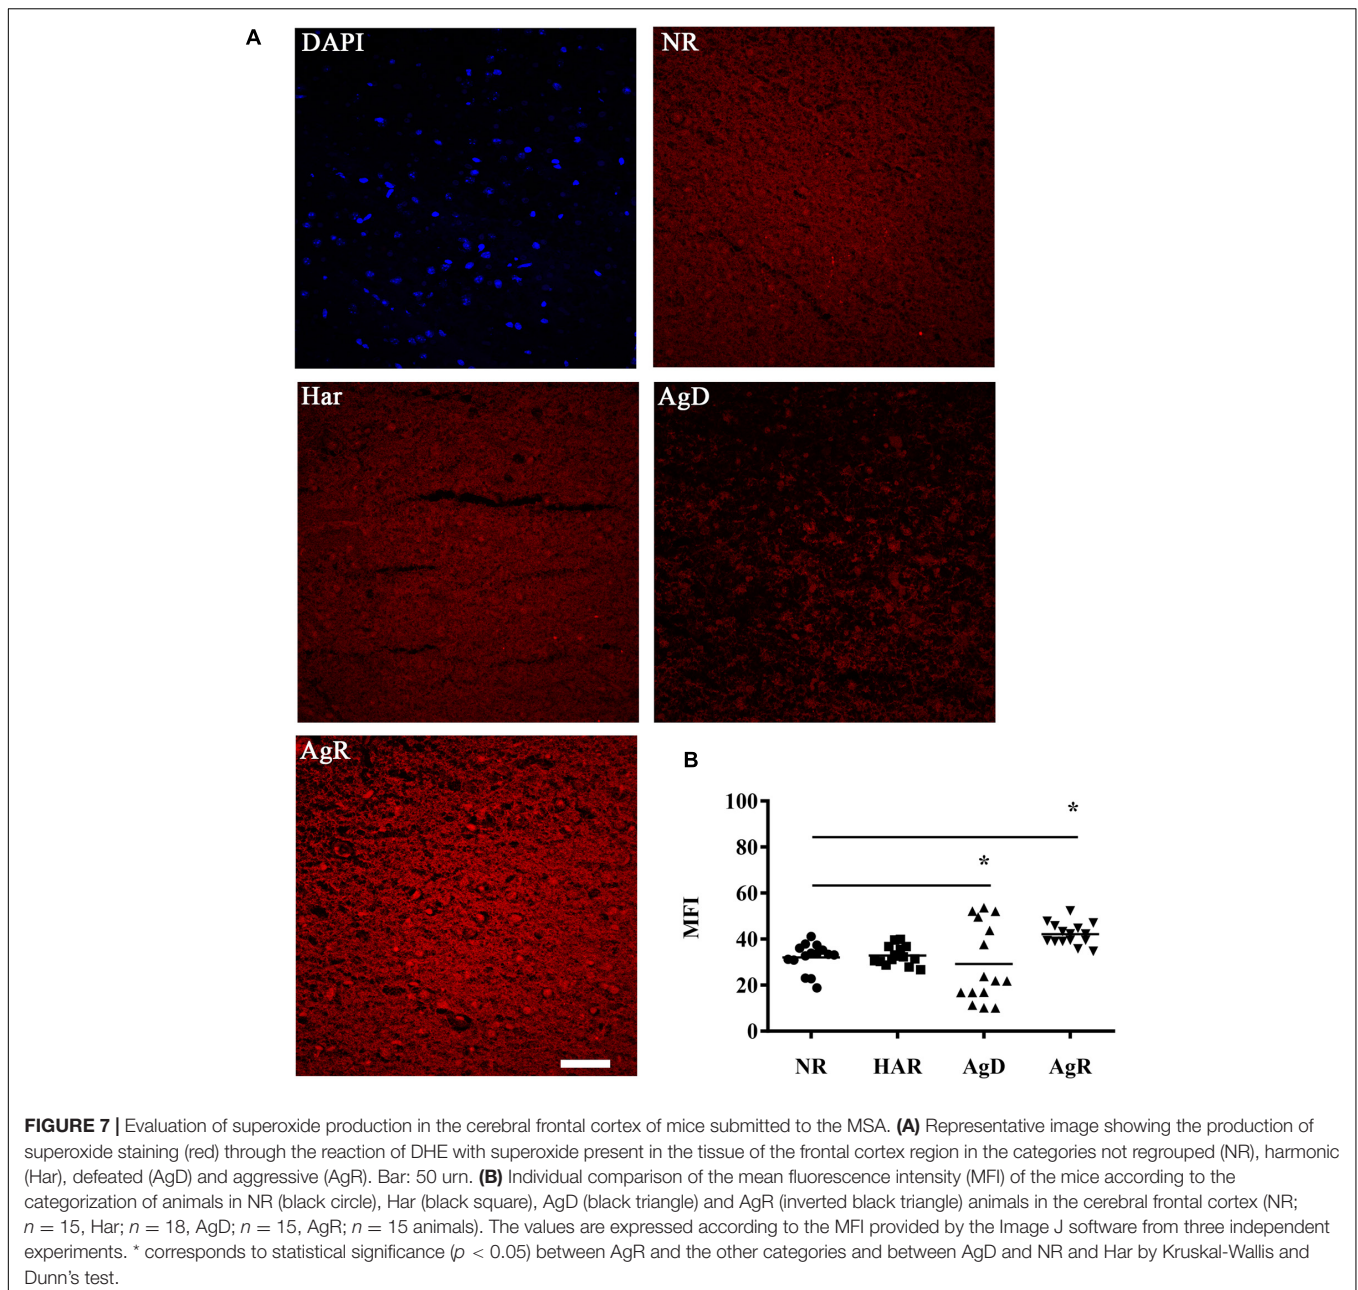 A
DAPI
NR
Har
AgD
AgR
B
100
80
60
40
20
0
MFI
*
*
NR HAR AgD AgR
FIGURE 7 | Evaluation of superoxide production in the cerebral frontal cortex of mice submitted to the MSA. (A) Representative image showing the production of
superoxide staining (red) through the reaction of DHE with superoxide present in the tissue of the frontal cortex region in the categories not regrouped (NR), harmonic
(Har), defeated (AgD) and aggressive (AgR). Bar: 50 urn. (B) Individual comparison of the mean fluorescence intensity (MFI) of the mice according to the
categorization of animals in NR (black circle), Har (black square), AgD (black triangle) and AgR (inverted black triangle) animals in the cerebral frontal cortex (NR;
n = 15, Har; n = 18, AgD; n = 15, AgR; n = 15 animals). The values are expressed according to the MFI provided by the Image J software from three independent
experiments. * corresponds to statistical significance (p < 0.05) between AgR and the other categories and between AgD and NR and Har by Kruskal-Wallis and
Dunn's test.